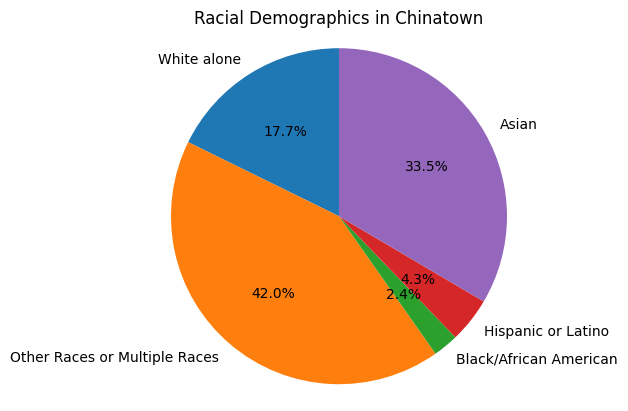 Racial Demographics in Chinatown
White alone
17.7%
Asian
33.5%
42.0%
4.3%
2.4%
Hispanic or Latino
Other Races or Multiple Races
Black/African American